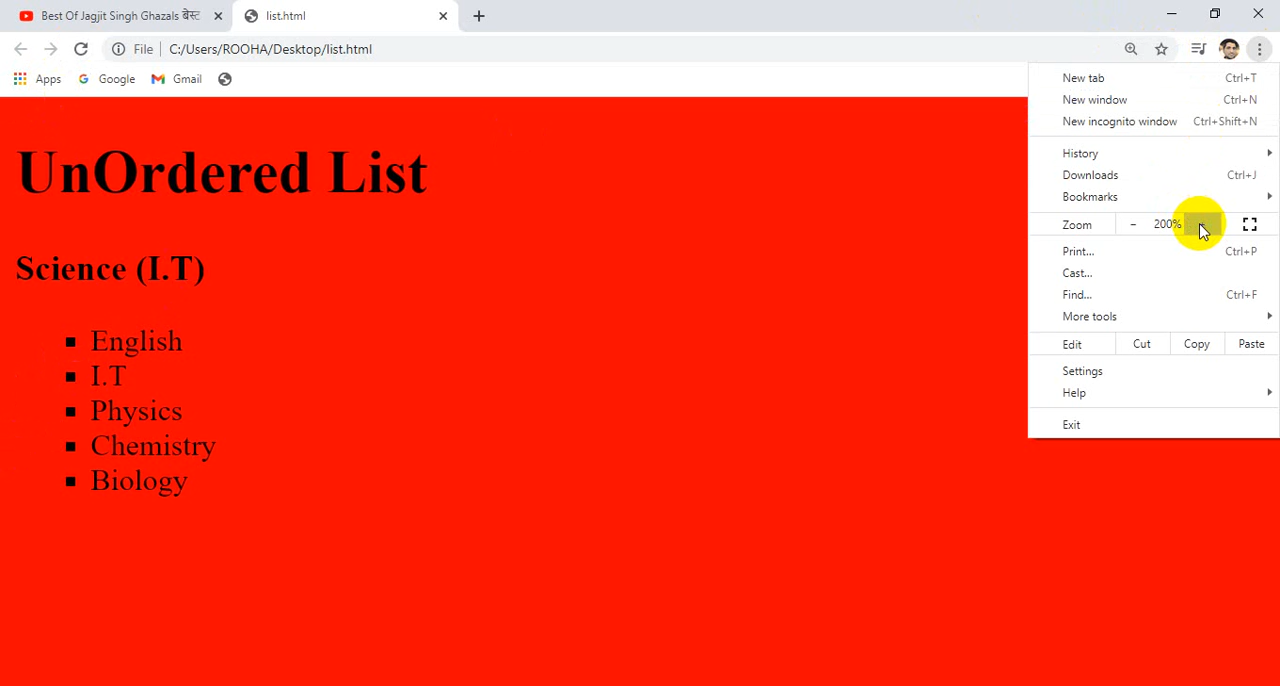 Best Of Jagjit Singh Ghazals बेस्ट
list.html
File
C:/Users/ROOHA/Desktop/list.html
Apps
Google
Gmail
New tab Ctrl+T
New window Ctrl+N
New incognito window Ctrl+Shift+N
History
Downloads Ctrl+J
Bookmarks
Zoom - 200%
Print... Ctrl+P
Cast...
Find... Ctrl+F
More tools
Edit Cut Copy Paste
Settings
Help
Exit
UnOrdered List
Science (I.T)
English
I.T
Physics
Chemistry
Biology